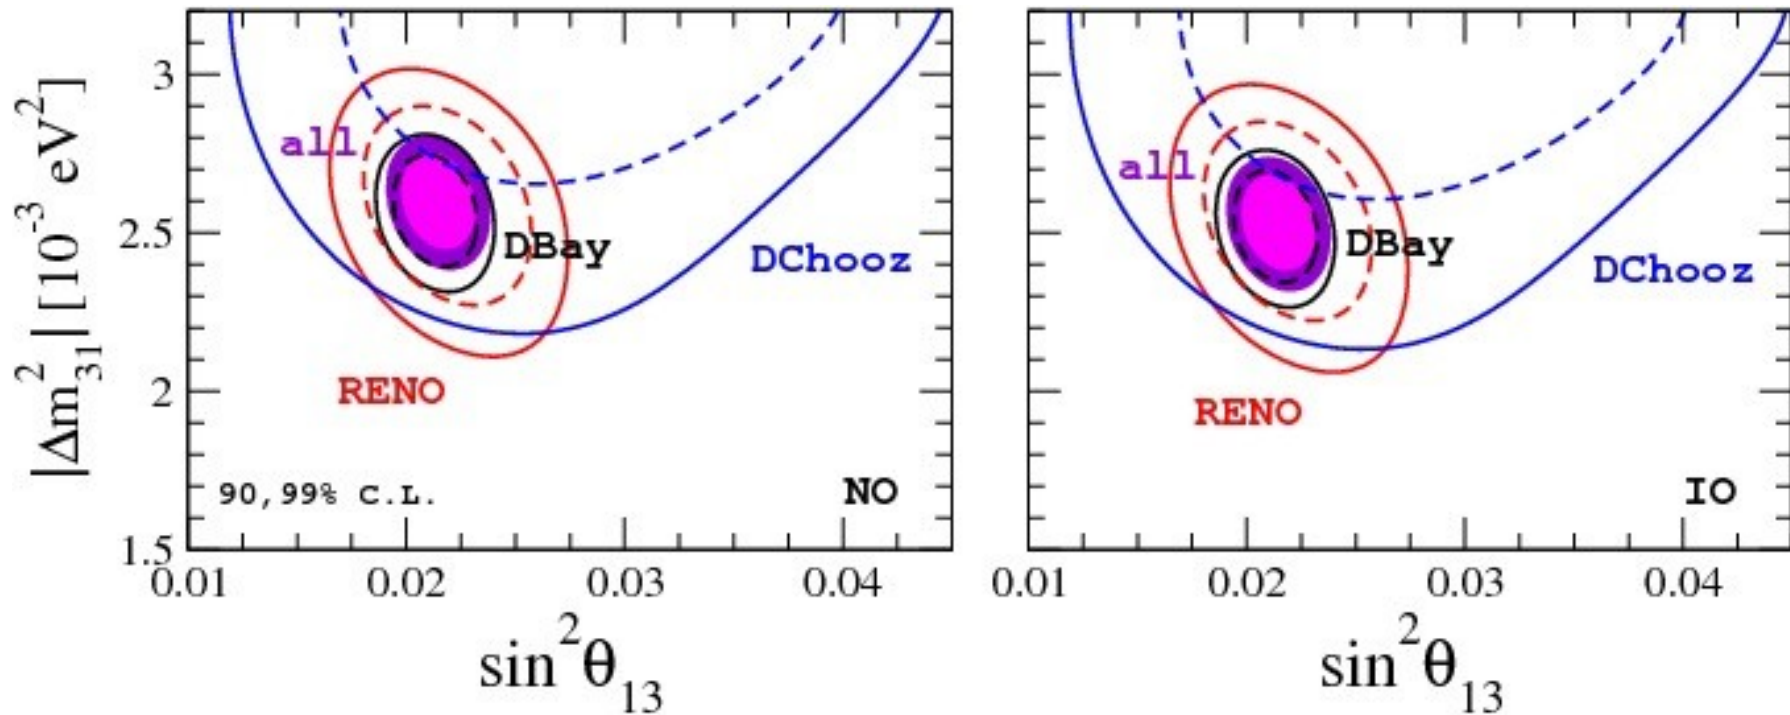 |Δm²₃₁| [10⁻³ eV²]
3
2.5
2
1.5
all
DBay
DChooz
RENO
90,99% C.L.
NO
0.01 0.02 0.03 0.04
sin²θ₁₃
all
DBay
DChooz
RENO
IO
0.01 0.02 0.03 0.04
sin²θ₁₃